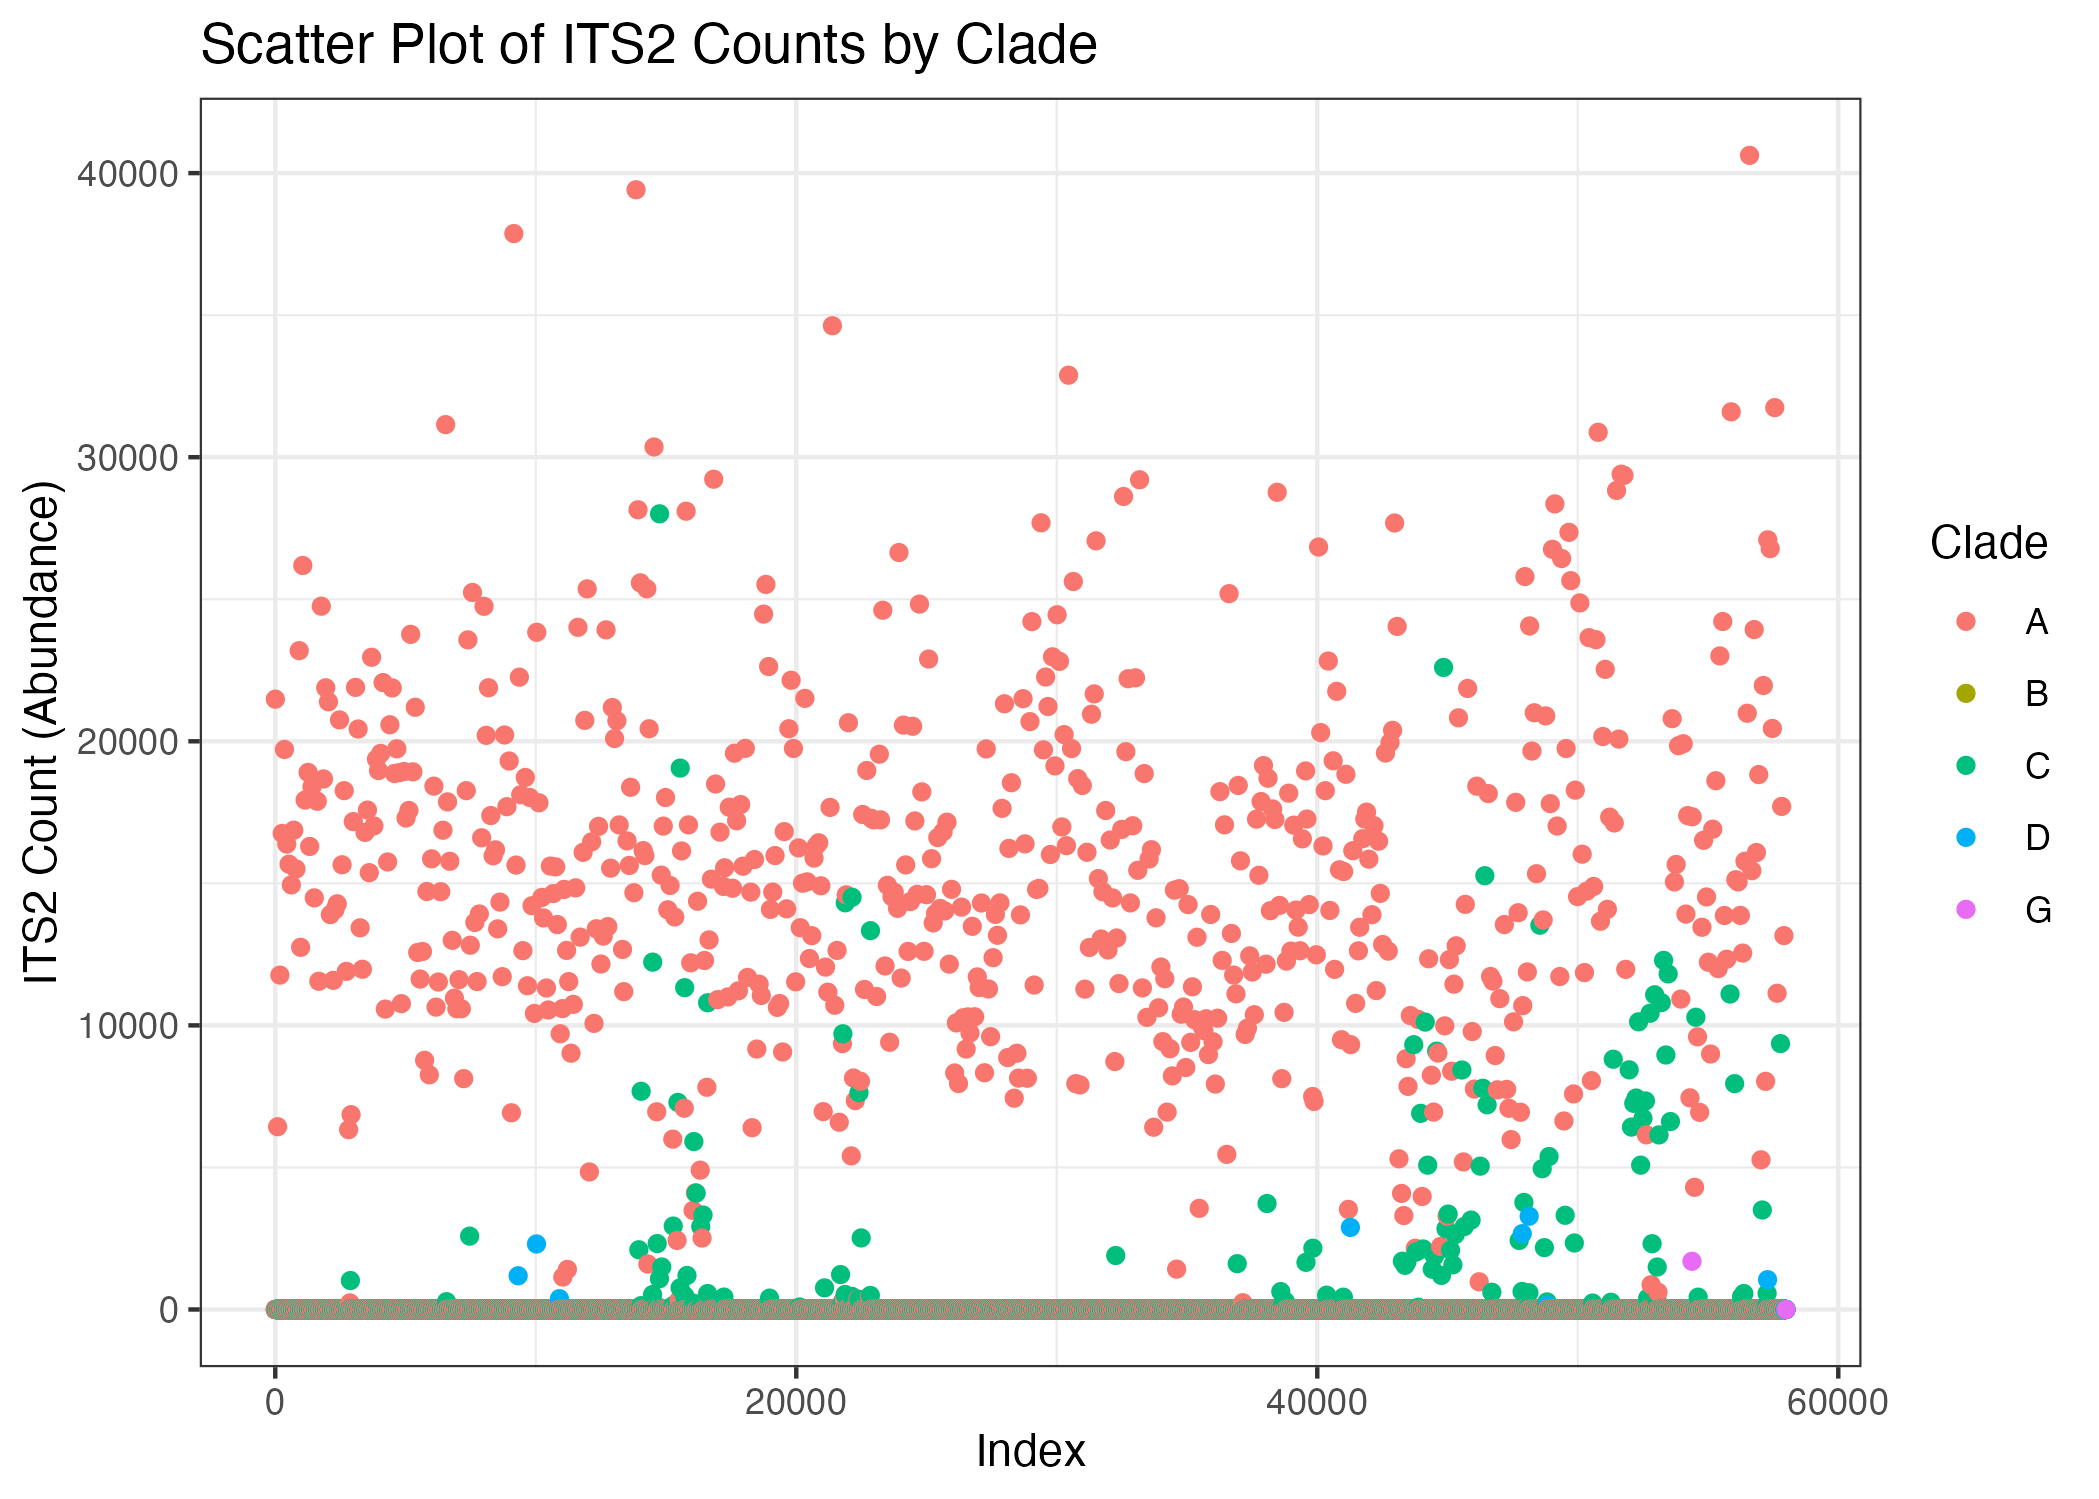 Scatter Plot of ITS2 Counts by Clade
ITS2 Count (Abundance)
40000
30000
20000
10000
0
0
20000
40000
60000
Index
Clade
A
B
C
D
G